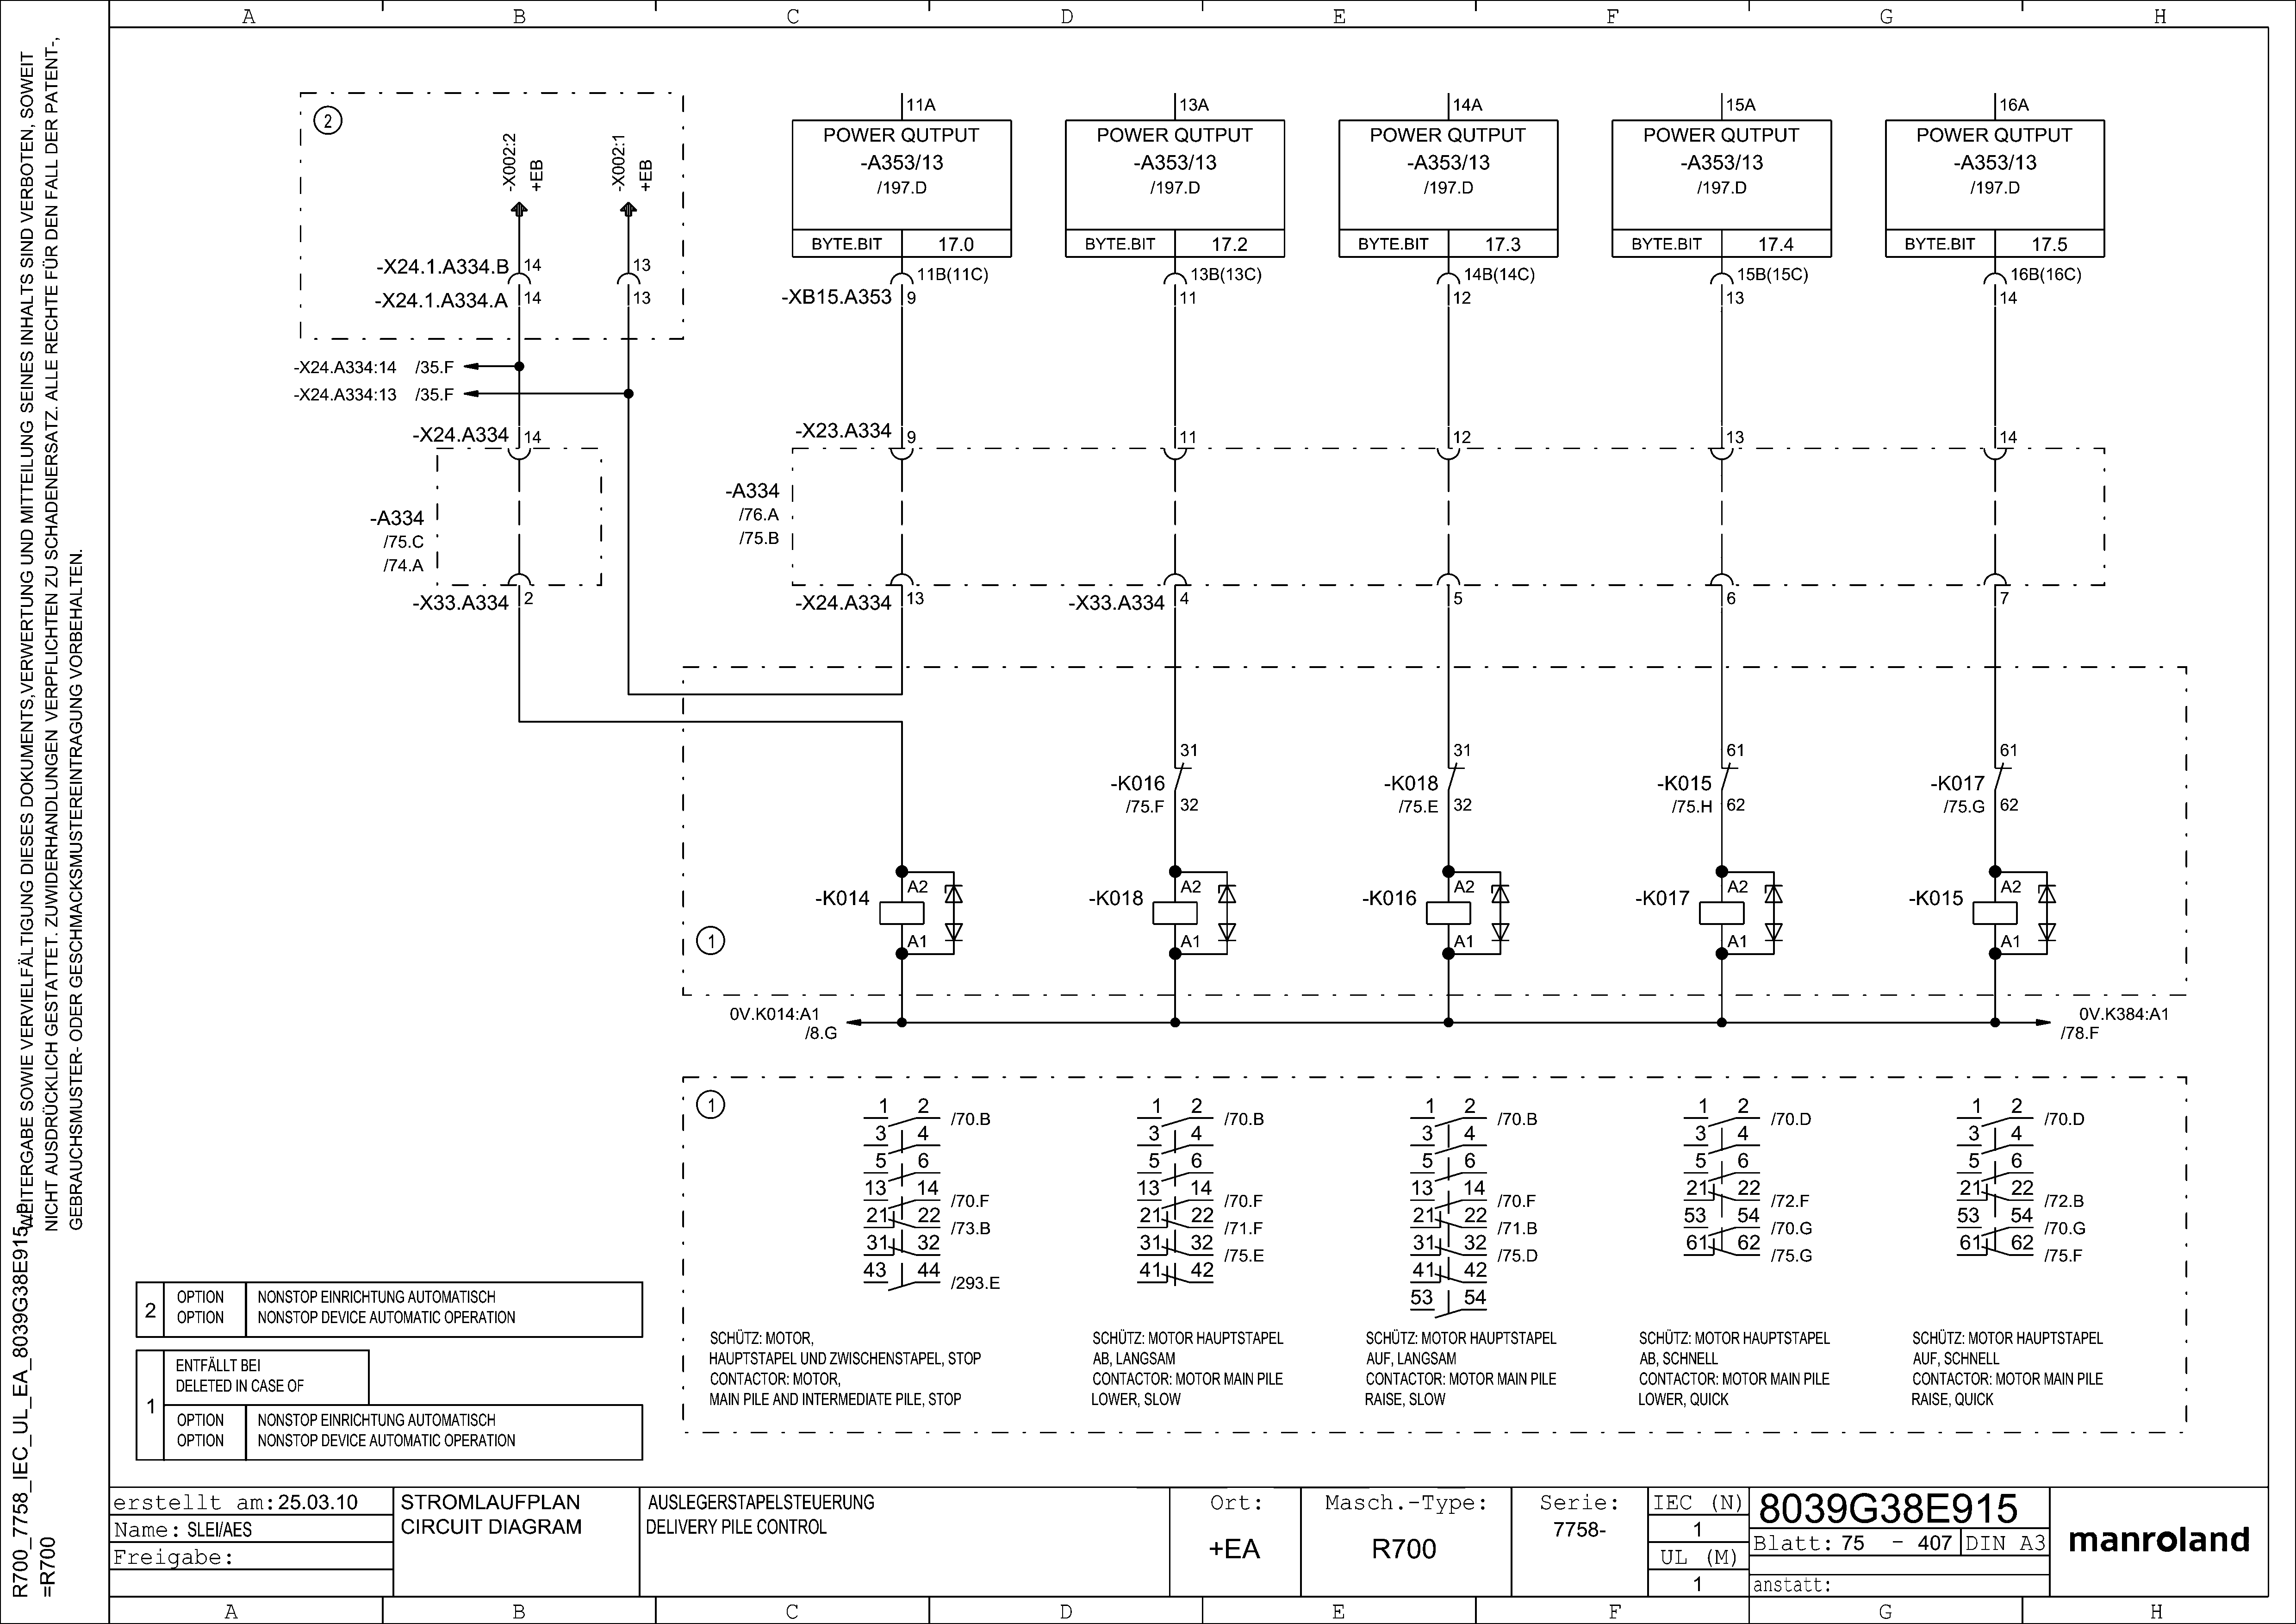 A B C D E F G H
WEITERGABE SOWIE VERVIELFÄLTIGUNG DIESES DOKUMENTS,VERWERTUNG UND MITTEILUNG SEINES INHALTS SIND VERBOTEN, SOWEIT
NICHT AUSDRÜCKLICH GESTATTET. ZUWIDERHANDLUNGEN VERPFLICHTEN ZU SCHADENERSATZ. ALLE RECHTE FÜR DEN FALL DER PATENT-,
GEBRAUCHSMUSTER- ODER GESCHMACKSMUSTEREINTRAGUNG VORBEHALTEN.
R700_7758_IEC_UL_EA_8039G38E915_D
=R700
2
-X002:2
+EB
-X002:1
+EB
11A 13A 14A 15A 16A
POWER QUTPUT POWER QUTPUT POWER QUTPUT POWER QUTPUT POWER QUTPUT
-A353/13 -A353/13 -A353/13 -A353/13 -A353/13
/197.D /197.D /197.D /197.D /197.D
BYTE.BIT 17.0 BYTE.BIT 17.2 BYTE.BIT 17.3 BYTE.BIT 17.4 BYTE.BIT 17.5
-X24.1.A334.B 14 13 11B(11C) 13B(13C) 14B(14C) 15B(15C) 16B(16C)
-X24.1.A334.A 14 13 -XB15.A353 9 11 12 13 14
-X24.A334:14 /35.F
-X24.A334:13 /35.F
-X24.A334 14 -X23.A334 9 11 12 13 14
-A334
/75.C
/74.A
-A334
/76.A
/75.B
-X33.A334 2 -X24.A334 13 -X33.A334 4 5 6 7
31 31 61 61
-K016 -K018 -K015 -K017
/75.F 32 /75.E 32 /75.H 62 /75.G 62
A2 A2 A2 A2 A2
-K014 -K018 -K016 -K017 -K015
1 A1 A1 A1 A1 A1
0V.K014:A1 0V.K384:A1
/8.G /78.F
1
1 2 /70.B 1 2 /70.B 1 2 /70.B 1 2 /70.D 1 2 /70.D
3 4 3 4 3 4 3 4 3 4
5 6 5 6 5 6 5 6 5 6
13 14 /70.F 13 14 /70.F 13 14 /70.F 21 22 /72.F 21 22 /72.B
21 22 /73.B 21 22 /71.F 21 22 /71.B 53 54 /70.G 53 54 /70.G
31 32 31 32 /75.E 31 32 /75.D 61 62 /75.G 61 62 /75.F
43 44 /293.E 41 42 41 42
53 54
SCHÜTZ: MOTOR,
HAUPTSTAPEL UND ZWISCHENSTAPEL, STOP
CONTACTOR: MOTOR,
MAIN PILE AND INTERMEDIATE PILE, STOP
SCHÜTZ: MOTOR HAUPTSTAPEL
AB, LANGSAM
CONTACTOR: MOTOR MAIN PILE
LOWER, SLOW
SCHÜTZ: MOTOR HAUPTSTAPEL
AUF, LANGSAM
CONTACTOR: MOTOR MAIN PILE
RAISE, SLOW
SCHÜTZ: MOTOR HAUPTSTAPEL
AB, SCHNELL
CONTACTOR: MOTOR MAIN PILE
LOWER, QUICK
SCHÜTZ: MOTOR HAUPTSTAPEL
AUF, SCHNELL
CONTACTOR: MOTOR MAIN PILE
RAISE, QUICK
2
OPTION NONSTOP EINRICHTUNG AUTOMATISCH
OPTION NONSTOP DEVICE AUTOMATIC OPERATION
1
ENTFÄLLT BEI
DELETED IN CASE OF
OPTION NONSTOP EINRICHTUNG AUTOMATISCH
OPTION NONSTOP DEVICE AUTOMATIC OPERATION
erstellt am: 25.03.10
Name: SLEI/AES
Freigabe:
STROMLAUFPLAN
CIRCUIT DIAGRAM
AUSLEGERSTAPELSTEUERUNG
DELIVERY PILE CONTROL
Ort:
+EA
Masch.-Type:
R700
Serie:
7758-
IEC (N)
1
UL (M)
1
8039G38E915
Blatt: 75 - 407 DIN A3
anstatt:
manroland
A B C D E F G H